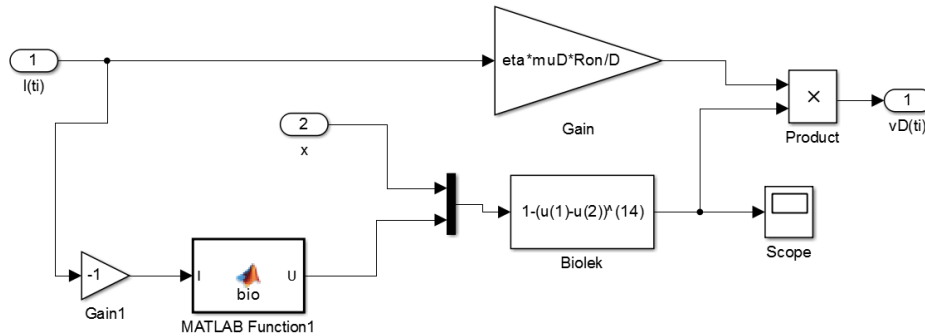 1
I(ti)
eta*muD*Ron/D
Gain
×
Product
1
vD(ti)
2
x
1-(u(1)-u(2))^(14)
Biolek
Scope
-1
Gain1
I
bio
U
MATLAB Function1